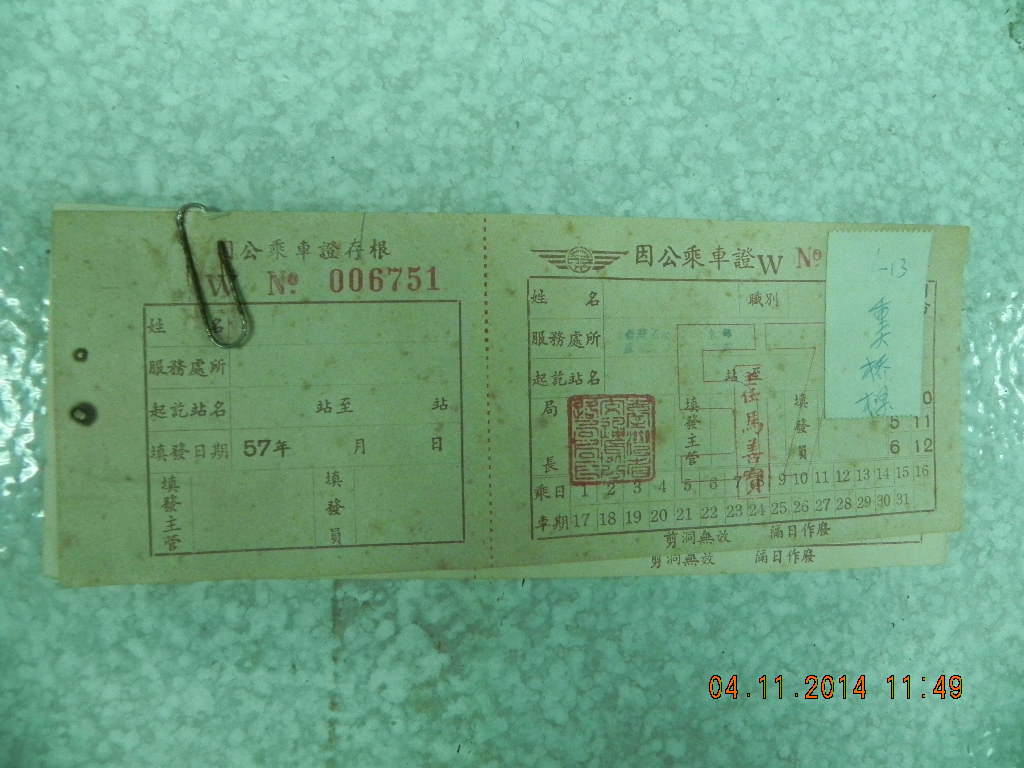 因公乘車證存根
W № 006751
姓 名
服務處所
起訖站名 站至 站
填發日期 57年 月 日
填發主管 填發員
因公乘車證 W №
姓 名 職別
服務處所
起訖站名 站至
局長 填發主管 填發員
任馬善寶
0
5 11
6 12
乘車日期
1 2 3 4 5 6 7 8 9 10 11 12 13 14 15 16
17 18 19 20 21 22 23 24 25 26 27 28 29 30 31
剪洞無效 隔日作廢
剪洞無效 隔日作廢
-13
04.11.2014 11:49